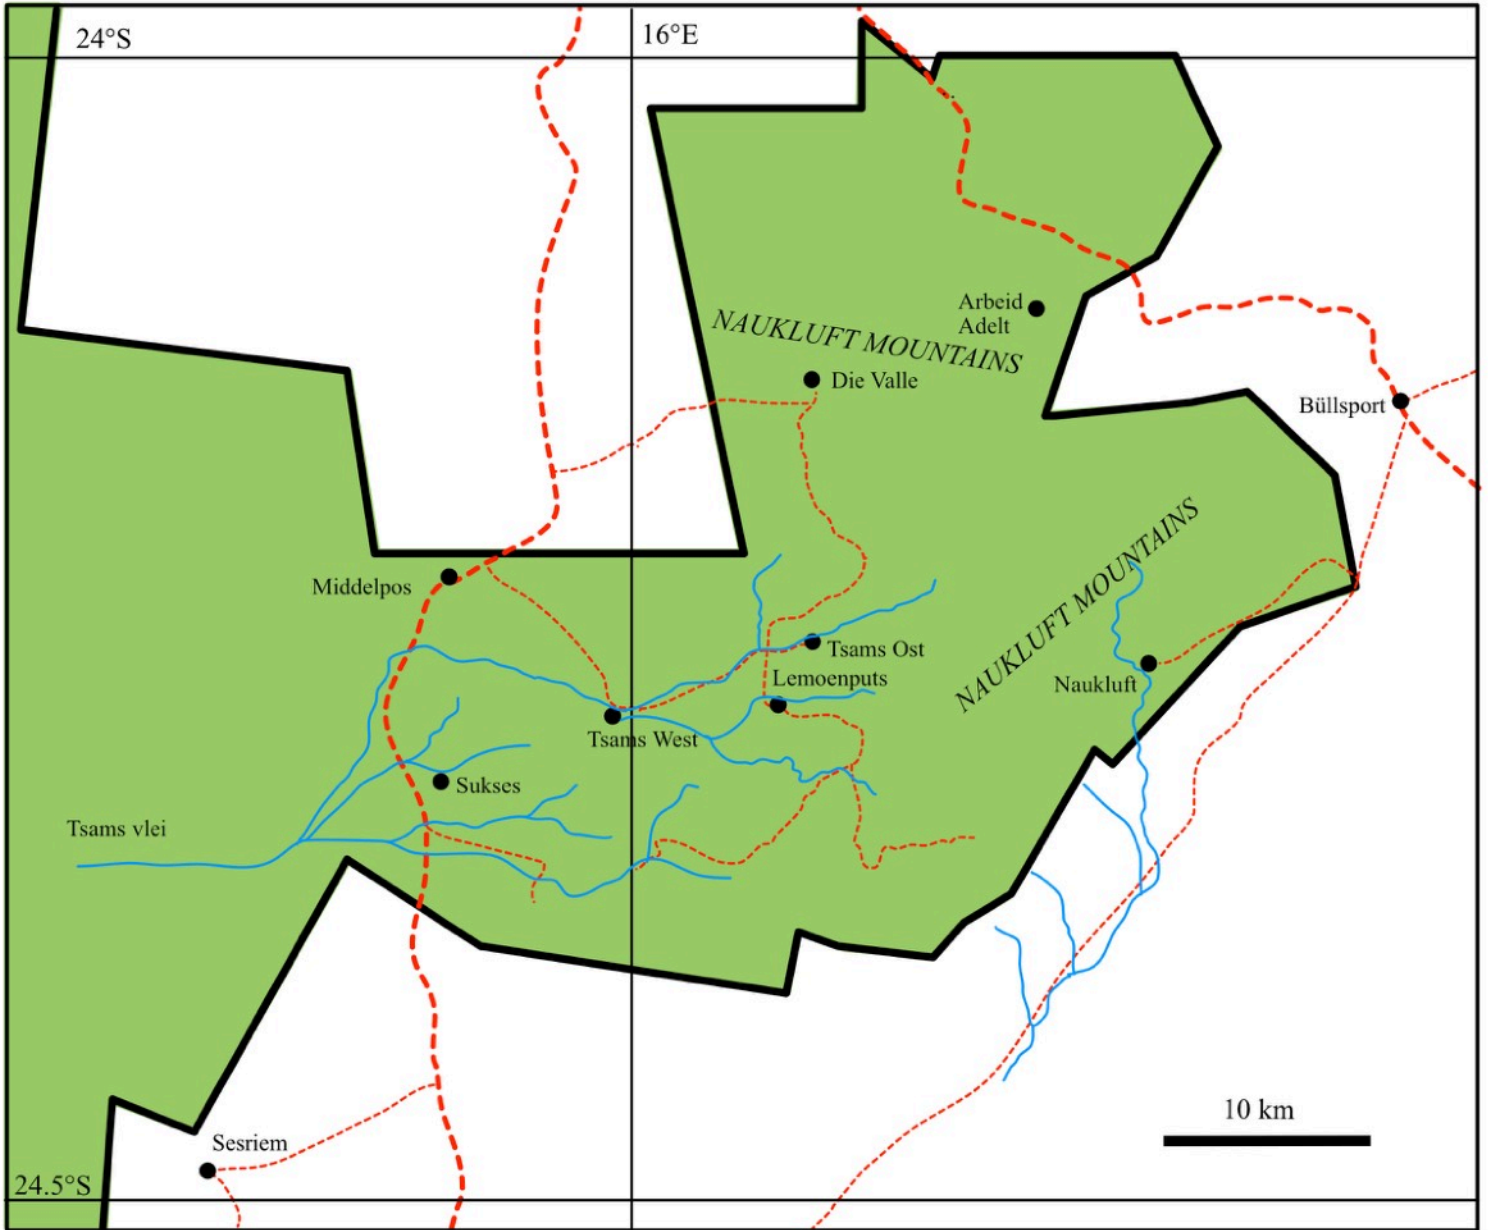 24°S
16°E
Arbeid
Adelt
NAUKLUFT MOUNTAINS
Die Valle
Büllsport
Middelpos
NAUKLUFT MOUNTAINS
Tsams Ost
Lemoenputs
Naukluft
Tsams West
Sukses
Tsams vlei
10 km
Sesriem
24.5°S